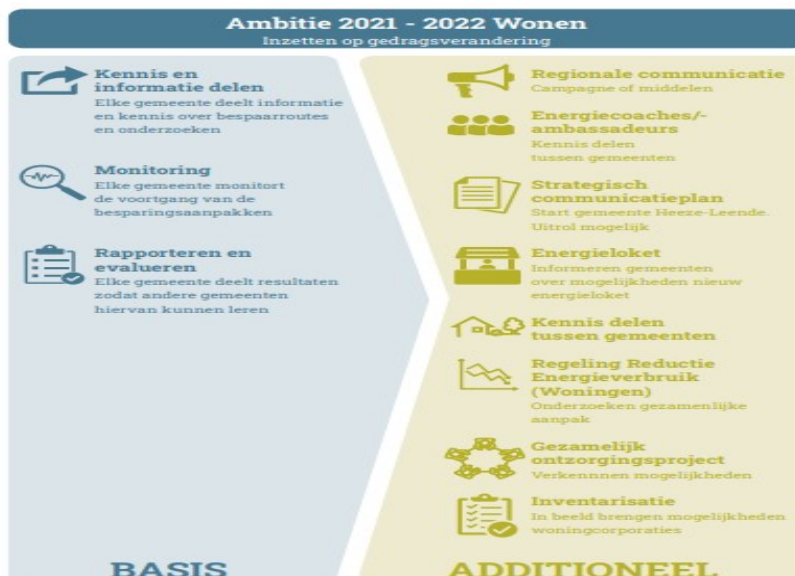 Ambitie 2021 - 2022 Wonen
Inzetten op gedragsverandering
Kennis en
informatie delen
Elke gemeente deelt informatie
en kennis over bespaarroutes
en onderzoeken
Monitoring
Elke gemeente monitort
de voortgang van de
besparingsaanpakken
Rapporteren en
evalueren
Elke gemeente deelt resultaten
zodat andere gemeenten
hiervan kunnen leren
BASIS
Regionale communicatie
Campagne of middelen
Energiecoaches/-
ambassadeurs
Kennis delen
tussen gemeenten
Strategisch
communicatieplan
Start gemeente Heeze-Leende.
Uitrol mogelijk
Energieloket
Informeren gemeenten
over mogelijkheden nieuw
energieloket
Kennis delen
tussen gemeenten
Regeling Reductie
Energieverbruik
(Woningen)
Onderzoeken gezamenlijke
aanpak
Gezamelijk
ontzorgingsproject
Verkennnen mogelijkheden
Inventarisatie
In beeld brengen mogelijkheden
woningcorporaties
ADDITIONEEL